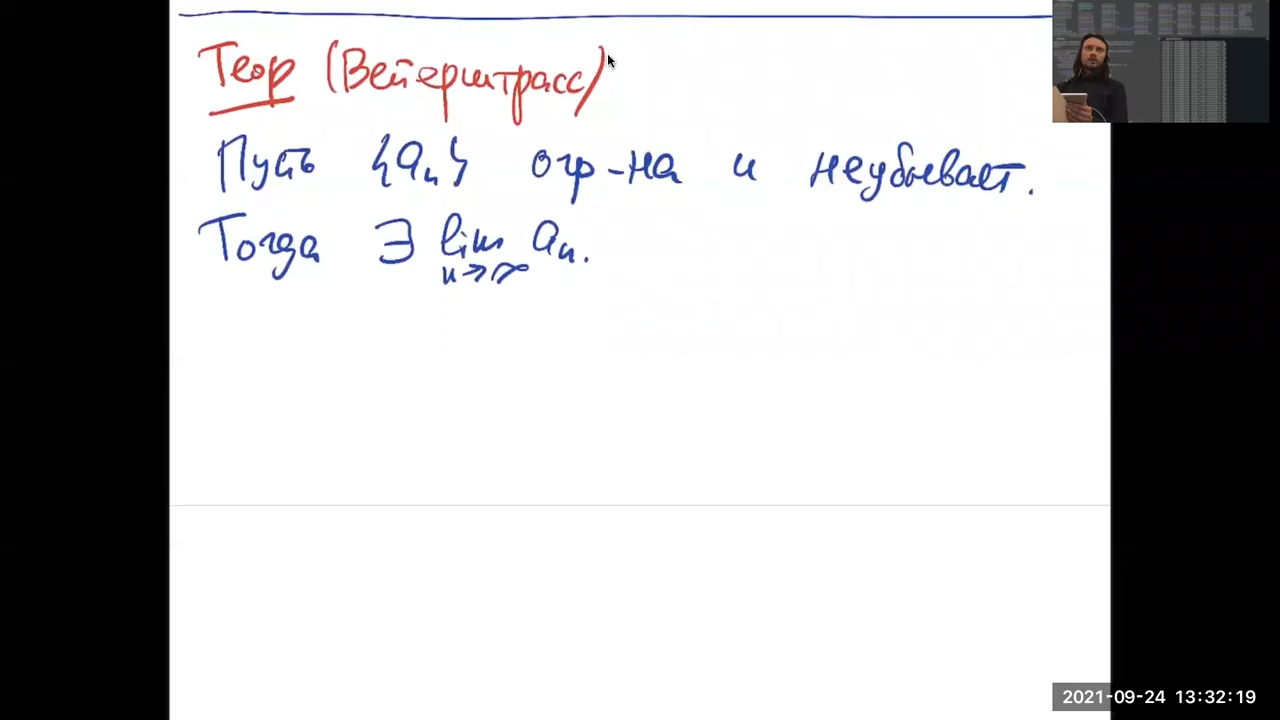 Теор (Вейерштрасс)
Пусть {aₙ} огр-на и неубывает.
Тогда ∃ lim aₙ.
n→∞
2021-09-24 13:32:19